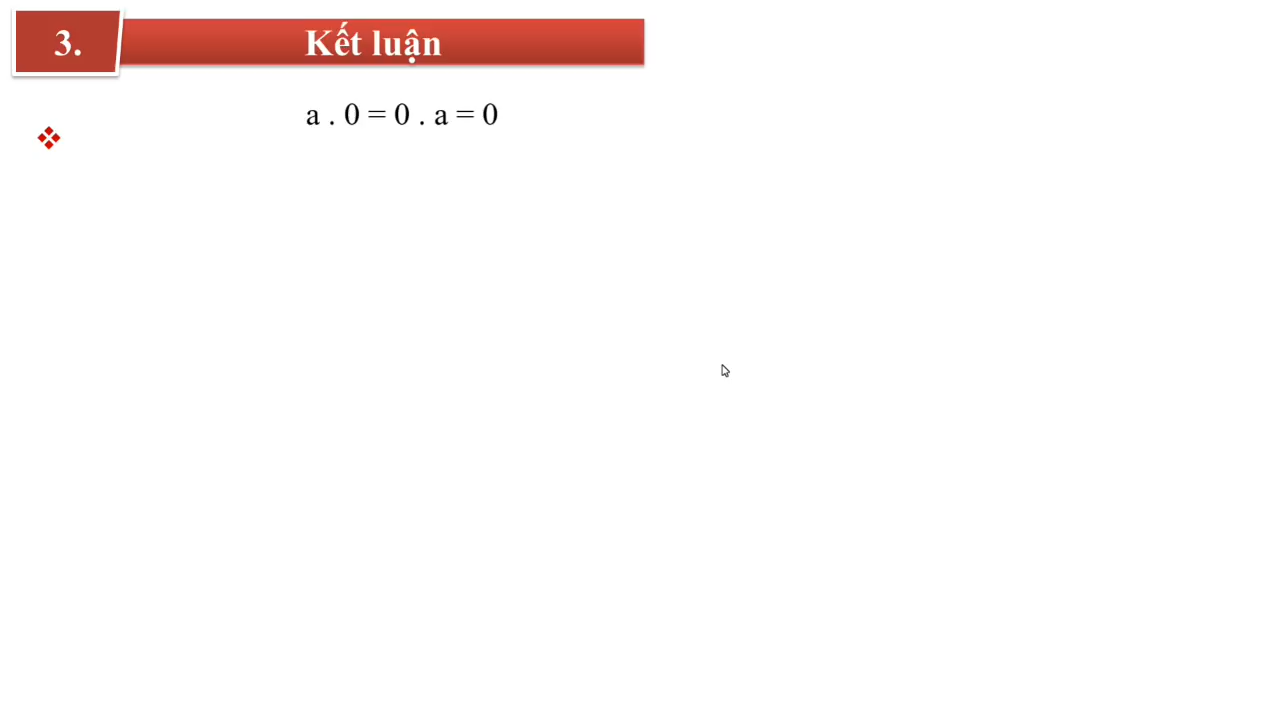 3.
Kết luận
a . 0 = 0 . a = 0